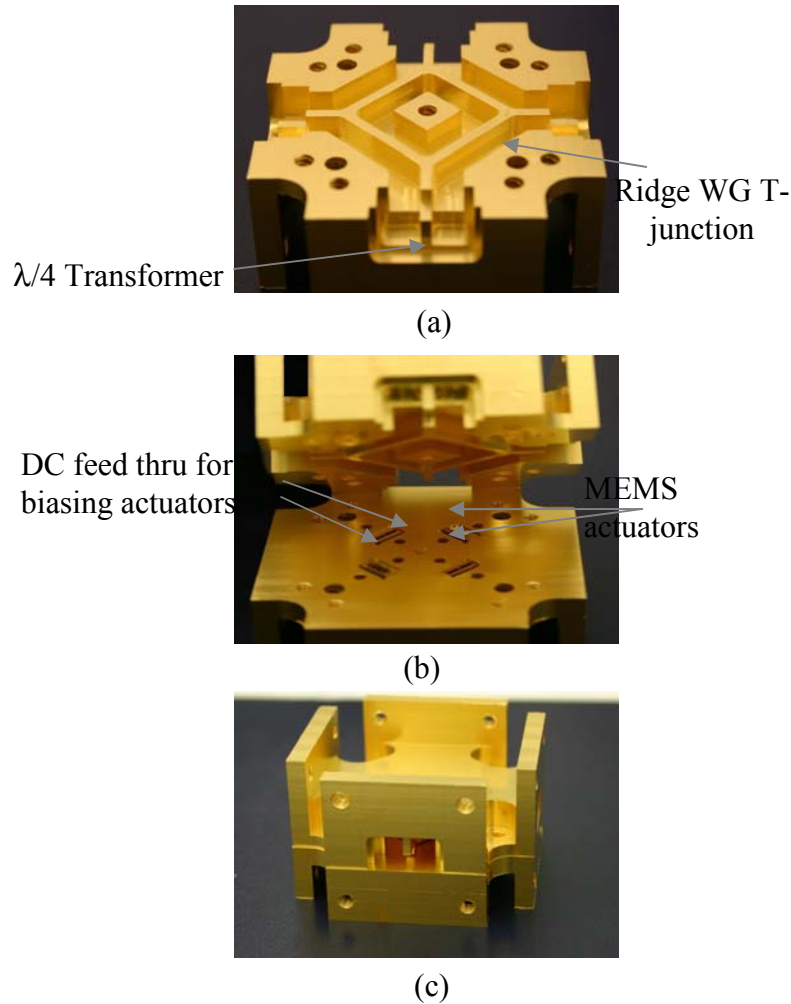 Ridge WG T-
junction
λ/4 Transformer
(a)
DC feed thru for
biasing actuators
MEMS
actuators
(b)
(c)